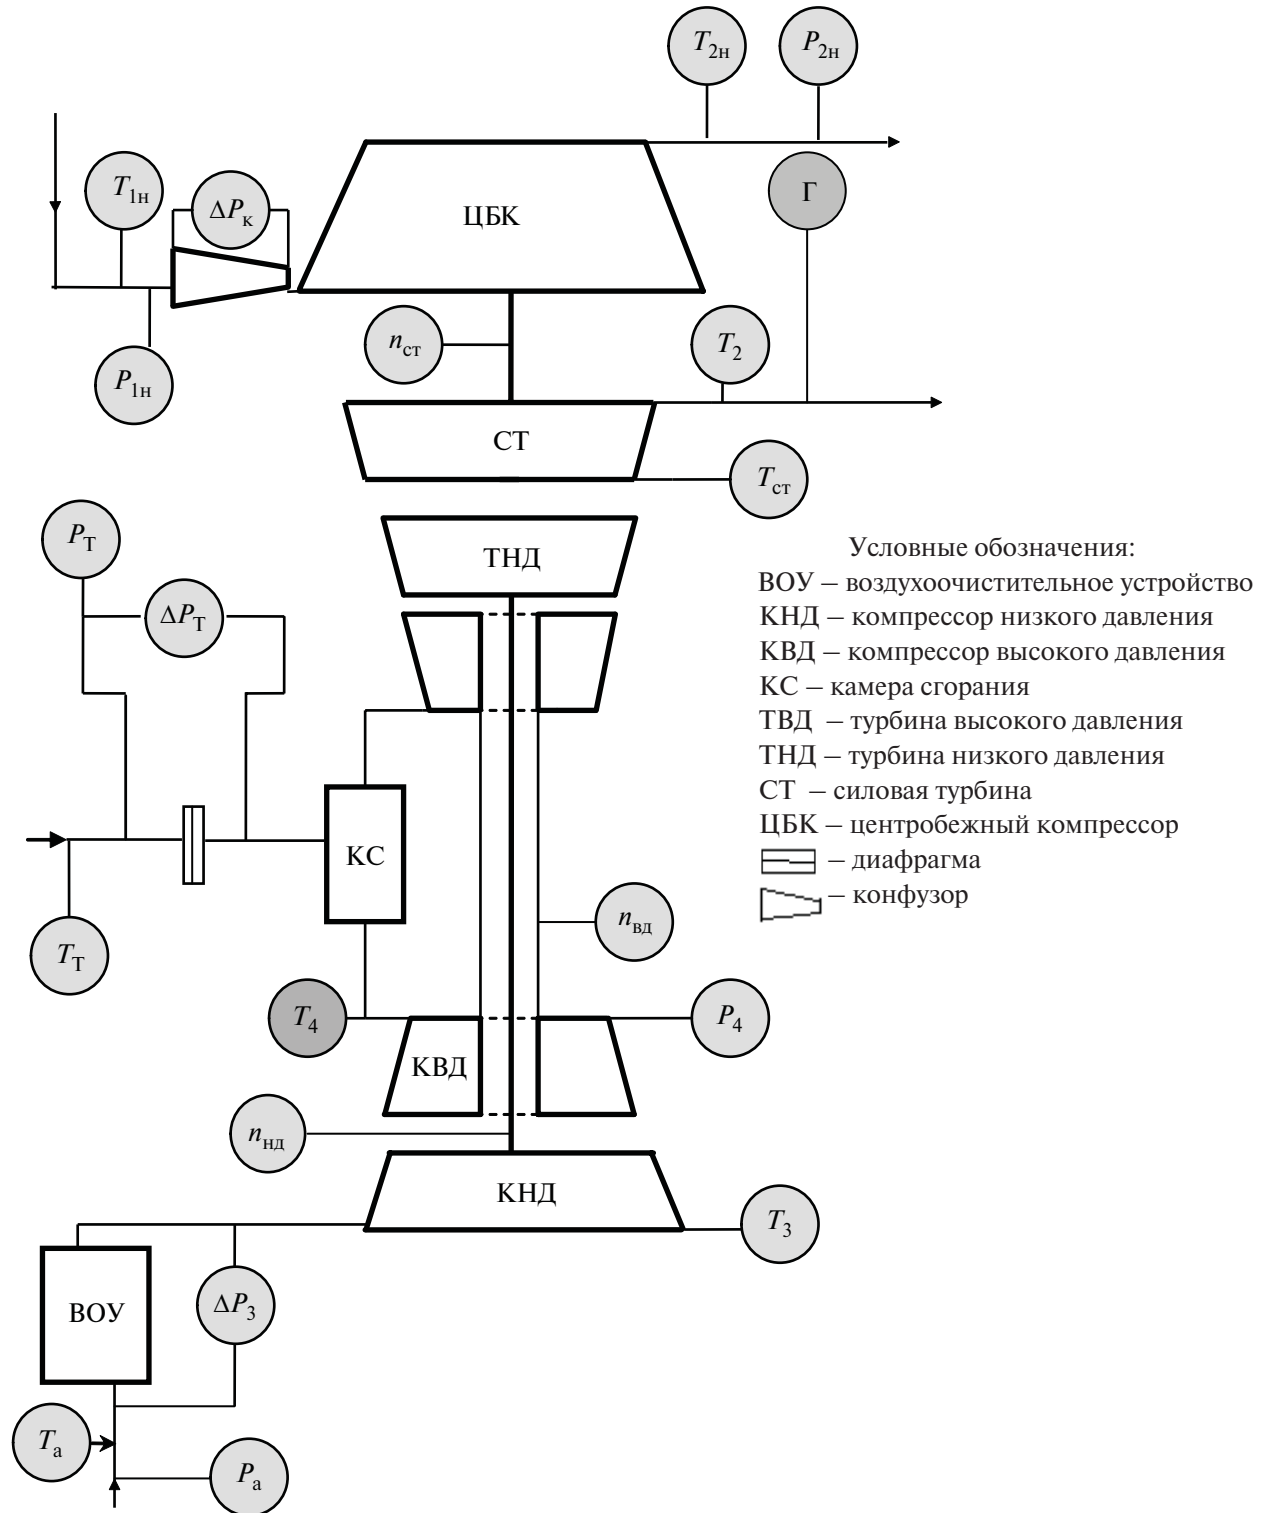 T2н
P2н
T1н
ΔPк
ЦБК
Г
nст
T2
P1н
СТ
Tст
PТ
ТНД
ΔPТ
Условные обозначения:
ВОУ – воздухоочистительное устройство
КНД – компрессор низкого давления
КВД – компрессор высокого давления
КС – камера сгорания
ТВД – турбина высокого давления
ТНД – турбина низкого давления
СТ – силовая турбина
ЦБК – центробежный компрессор
– диафрагма
– конфузор
КС
nвд
TТ
T4
P4
КВД
nнд
КНД
T3
ВОУ
ΔP3
Tа
Pа